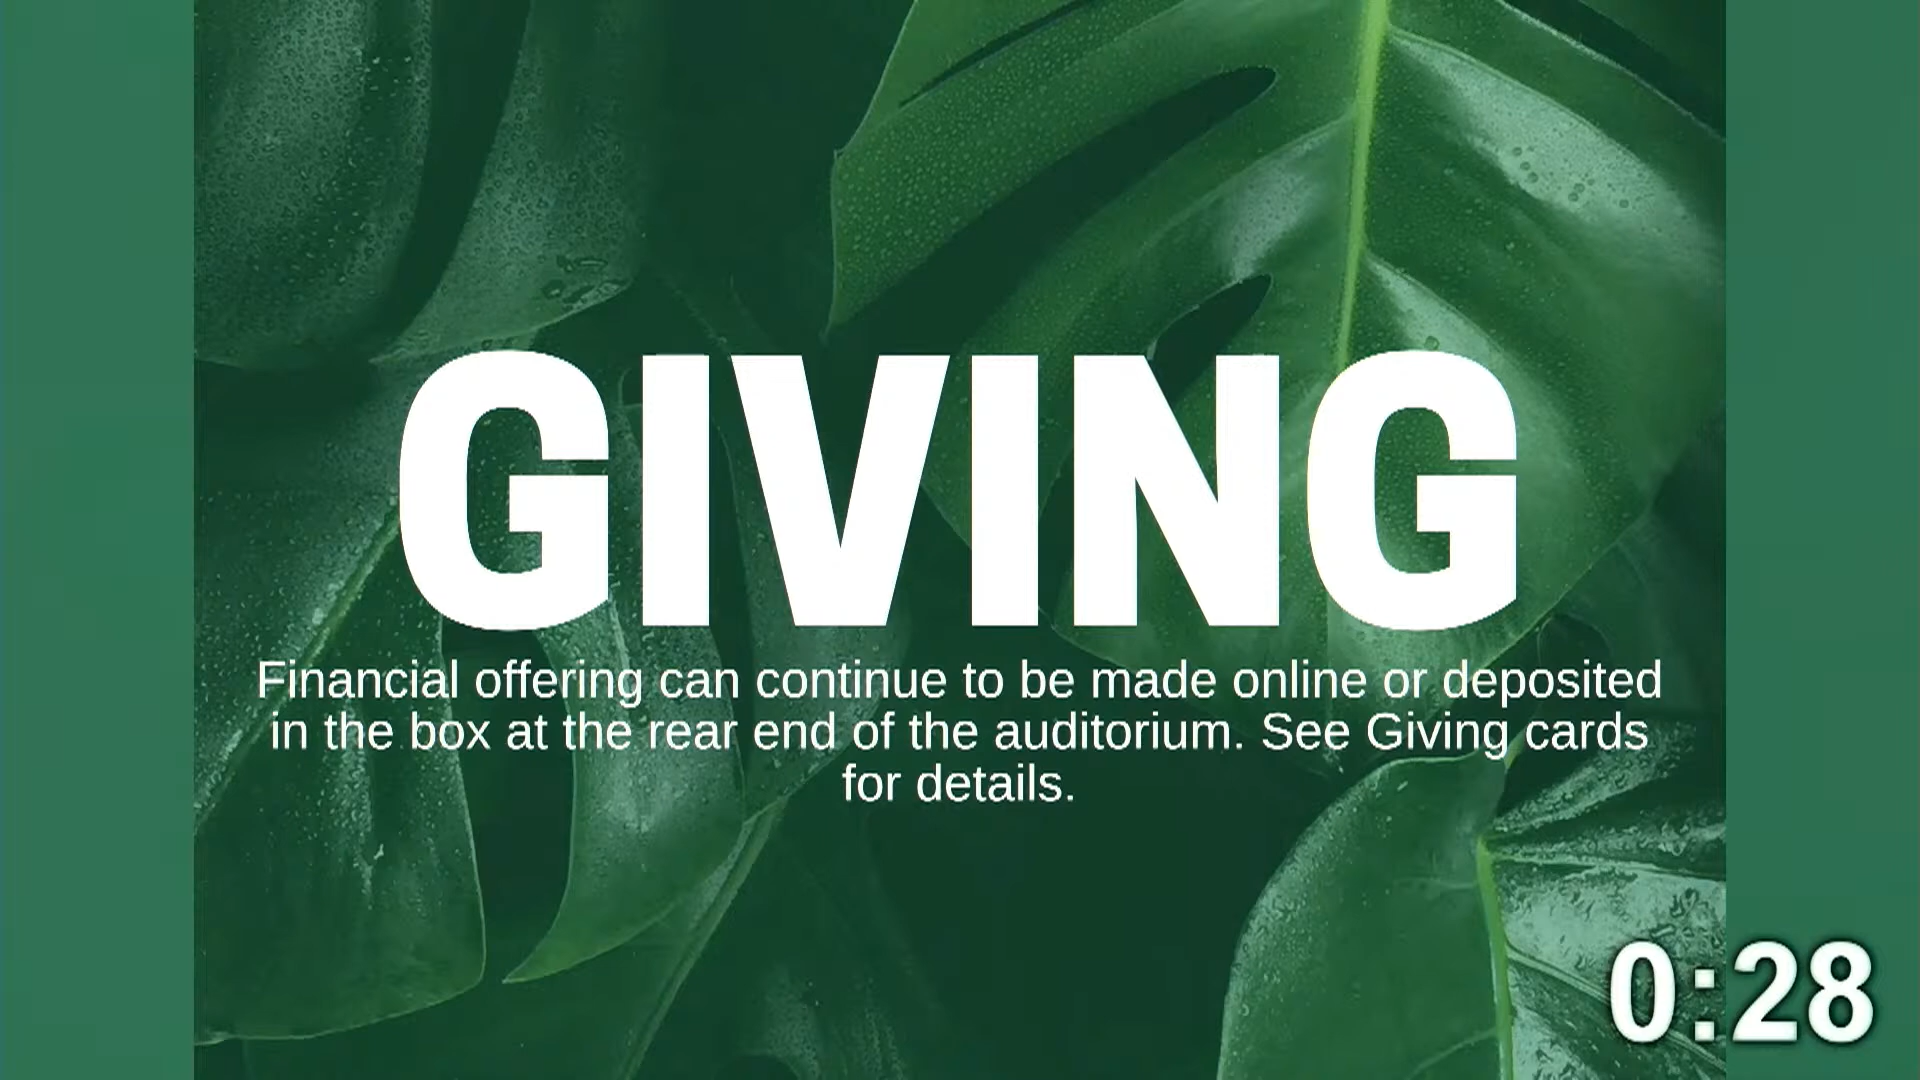 GIVING
Financial offering can continue to be made online or deposited
in the box at the rear end of the auditorium. See Giving cards
for details.
0:28